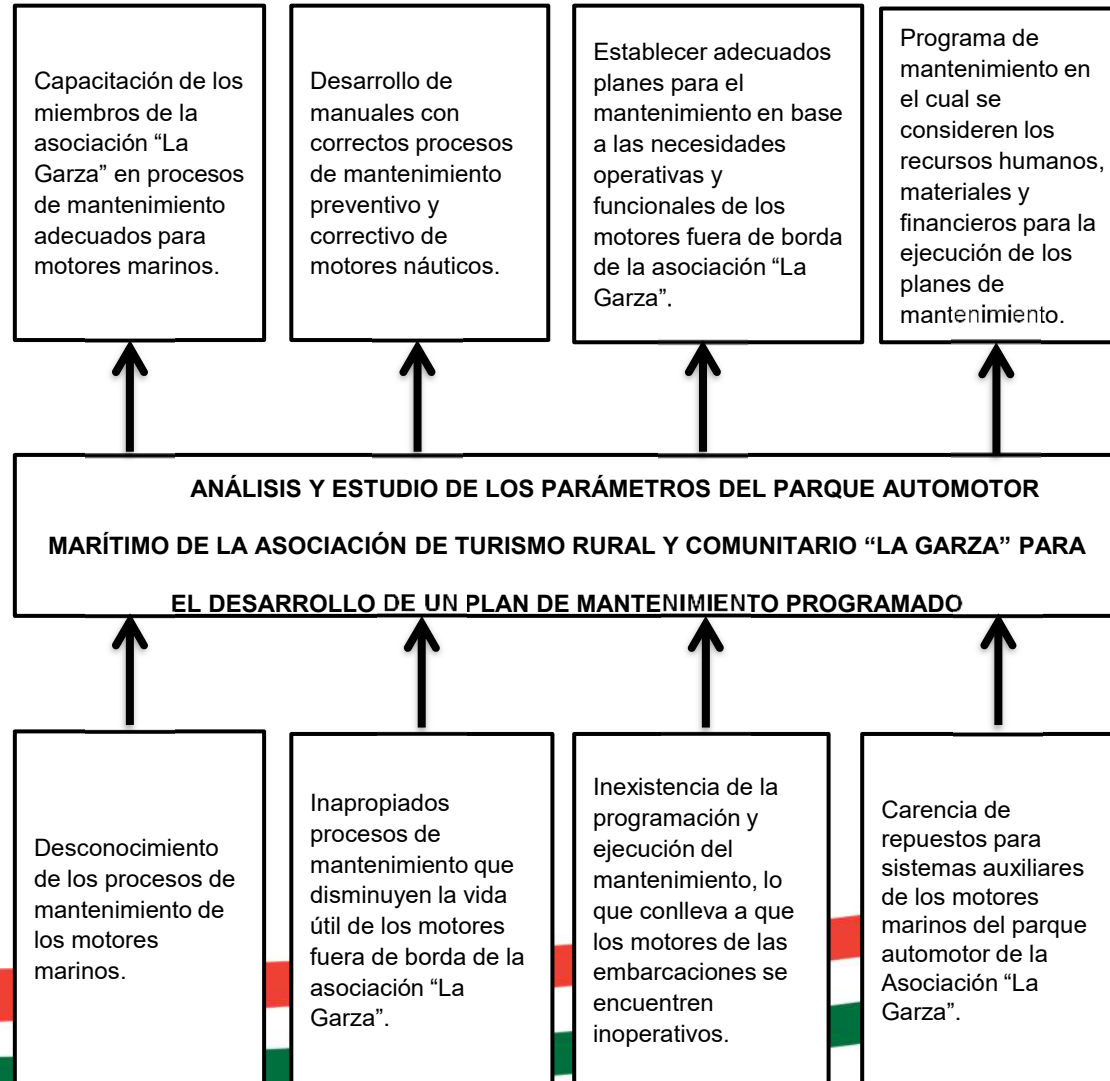 Capacitación de los
miembros de la
asociación “La
Garza” en procesos
de mantenimiento
adecuados para
motores marinos.
Desarrollo de
manuales con
correctos procesos
de mantenimiento
preventivo y
correctivo de
motores náuticos.
Establecer adecuados
planes para el
mantenimiento en base
a las necesidades
operativas y
funcionales de los
motores fuera de borda
de la asociación “La
Garza”.
Programa de
mantenimiento en
el cual se
consideren los
recursos humanos,
materiales y
financieros para la
ejecución de los
planes de
mantenimiento.
ANÁLISIS Y ESTUDIO DE LOS PARÁMETROS DEL PARQUE AUTOMOTOR
MARÍTIMO DE LA ASOCIACIÓN DE TURISMO RURAL Y COMUNITARIO “LA GARZA” PARA
EL DESARROLLO DE UN PLAN DE MANTENIMIENTO PROGRAMADO
Desconocimiento
de los procesos de
mantenimiento de
los motores
marinos.
Inapropiados
procesos de
mantenimiento que
disminuyen la vida
útil de los motores
fuera de borda de la
asociación “La
Garza”.
Inexistencia de la
programación y
ejecución del
mantenimiento, lo
que conlleva a que
los motores de las
embarcaciones se
encuentren
inoperativos.
Carencia de
repuestos para
sistemas auxiliares
de los motores
marinos del parque
automotor de la
Asociación “La
Garza”.